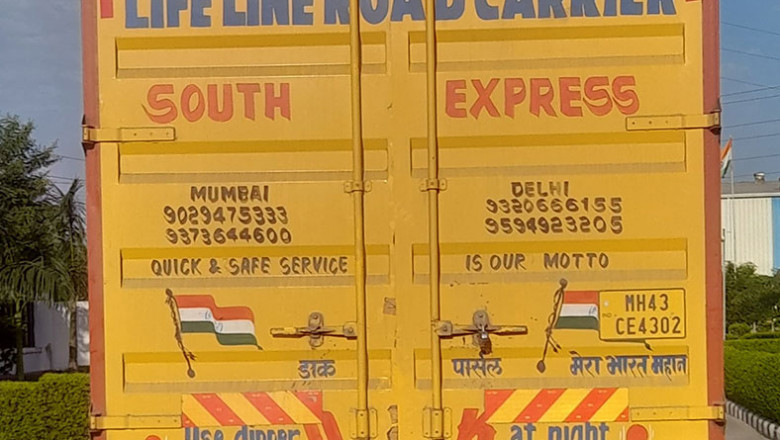 LIFE LINE ROAD CARRIER
SOUTH EXPRESS
MUMBAI
9029475333
9373644600
DELHI
9320666155
9594923205
QUICK & SAFE SERVICE IS OUR MOTTO
MH43
CE4302
डाक पार्सल मेरा भारत महान
Use dipper at night